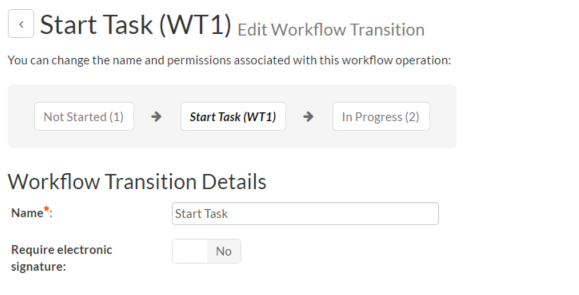 Start Task (WT1) Edit Workflow Transition
You can change the name and permissions associated with this workflow operation:
Not Started (1) → Start Task (WT1) → In Progress (2)
Workflow Transition Details
Name*: Start Task
Require electronic No
signature: